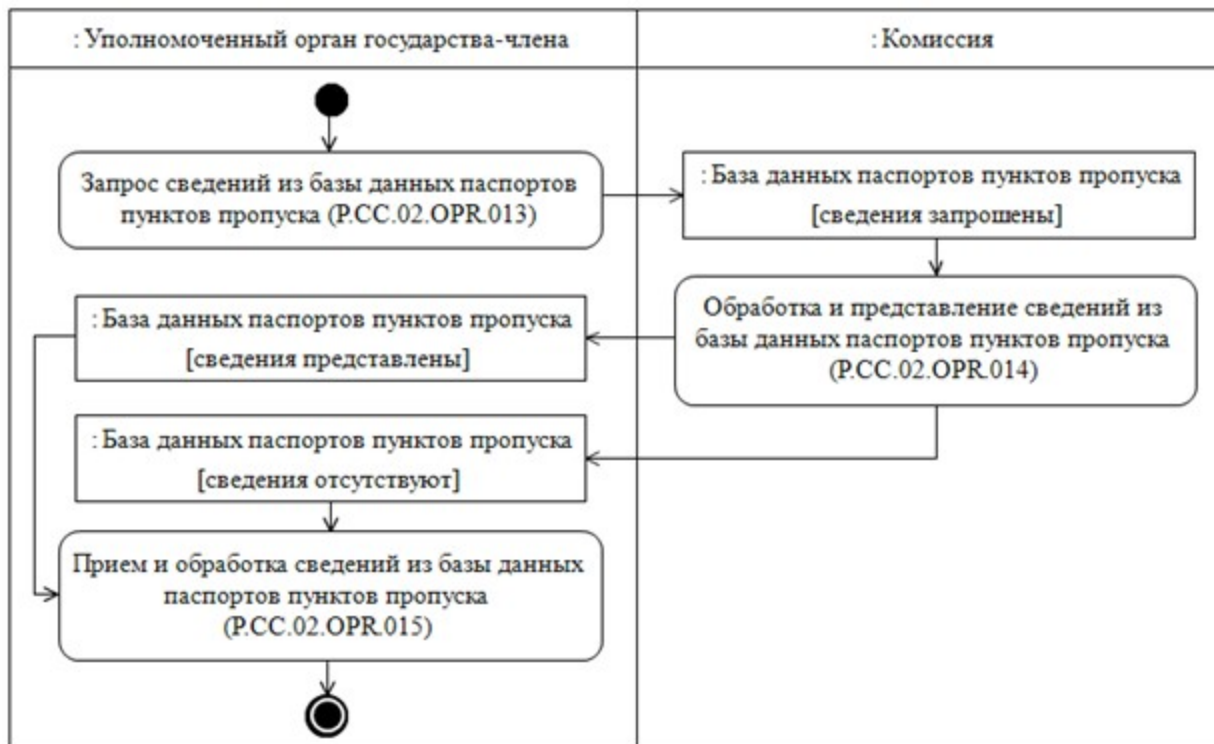 : Уполномоченный орган государства-члена
: Комиссия
Запрос сведений из базы данных паспортов
пунктов пропуска (P.CC.02.OPR.013)
: База данных паспортов пунктов пропуска
[сведения запрошены]
Обработка и представление сведений из
базы данных паспортов пунктов пропуска
(P.CC.02.OPR.014)
: База данных паспортов пунктов пропуска
[сведения представлены]
: База данных паспортов пунктов пропуска
[сведения отсутствуют]
Прием и обработка сведений из базы данных
паспортов пунктов пропуска
(P.CC.02.OPR.015)